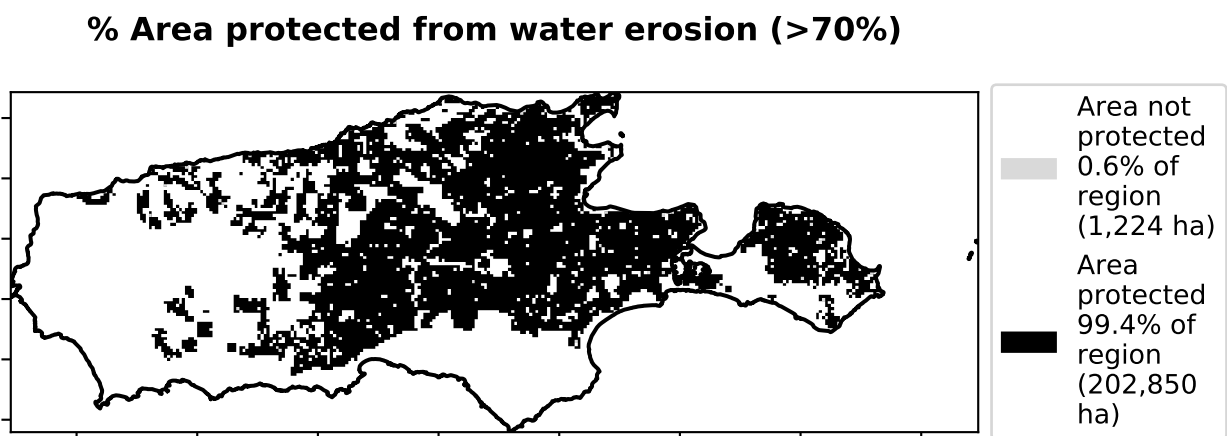 % Area protected from water erosion (>70%)
Area not
protected
0.6% of
region
(1,224 ha)
Area
protected
99.4% of
region
(202,850
ha)